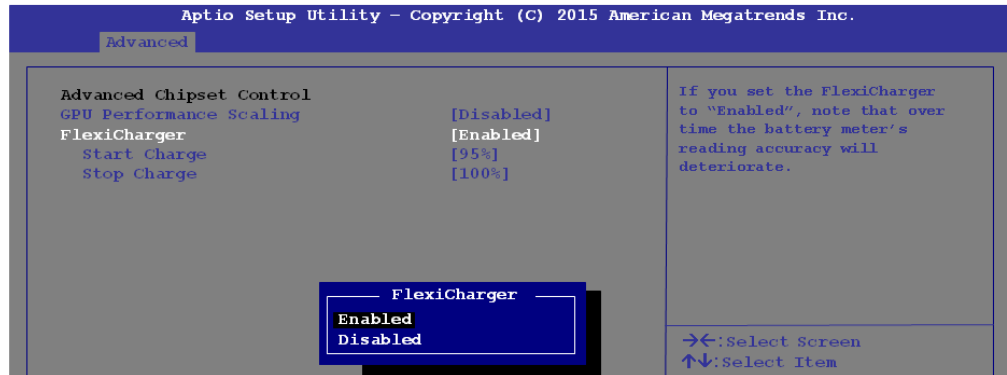 Aptio Setup Utility – Copyright (C) 2015 American Megatrends Inc.
Advanced
Advanced Chipset Control
GPU Performance Scaling [Disabled]
FlexiCharger [Enabled]
Start Charge [95%]
Stop Charge [100%]
If you set the FlexiCharger
to “Enabled”, note that over
time the battery meter's
reading accuracy will
deteriorate.
FlexiCharger
Enabled
Disabled
→←:Select Screen
↑↓:Select Item